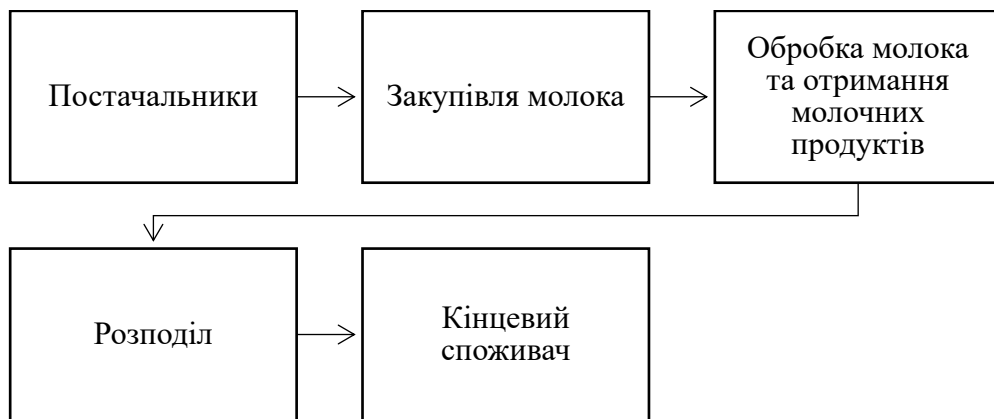 Постачальники
Закупівля молока
Обробка молока
та отримання
молочних
продуктів
Розподіл
Кінцевий
споживач